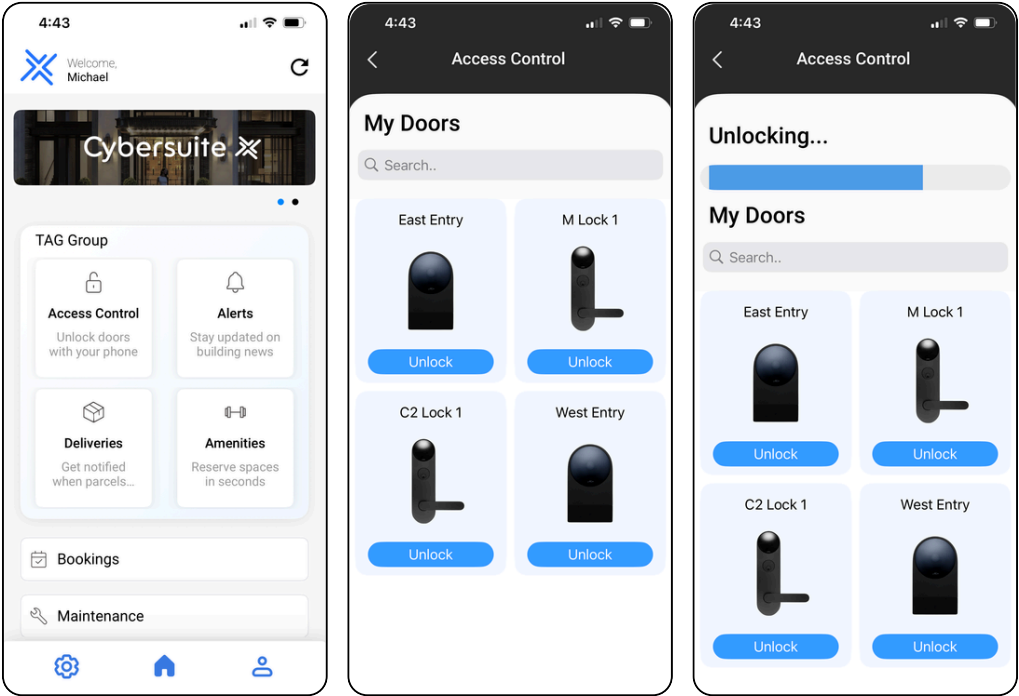 4:43
Welcome,
Michael
Cybersuite
TAG Group
Access Control
Unlock doors
with your phone
Alerts
Stay updated on
building news
Deliveries
Get notified
when parcels...
Amenities
Reserve spaces
in seconds
Bookings
Maintenance
4:43
Access Control
My Doors
Search..
East Entry
M Lock 1
Unlock
Unlock
C2 Lock 1
West Entry
Unlock
Unlock
4:43
Access Control
Unlocking...
My Doors
Search..
East Entry
M Lock 1
Unlock
Unlock
C2 Lock 1
West Entry
Unlock
Unlock